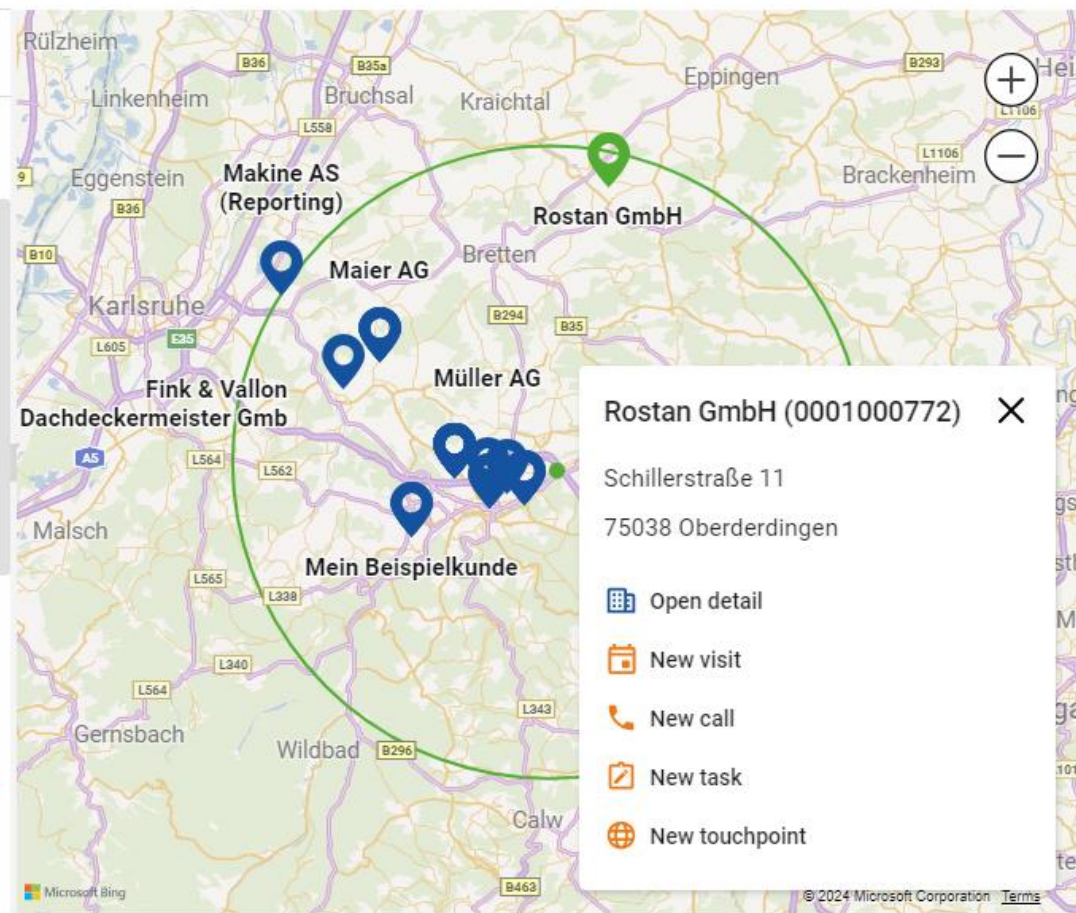 Rülzheim
B36
B35a
Eppingen
B293
Hei
Linkenheim
Bruchsal
Kraichtal
L1106
L558
L1106
9
Eggenstein
Makine AS
(Reporting)
Brackenheim
B36
Rostan GmbH
B10
Maier AG
Bretten
Karlsruhe
B294
B35
E35
L605
Müller AG
Fink & Vallon
Dachdeckermeister Gmb
Rostan GmbH (0001000772)
A5
L564
L562
Schillerstraße 11
Malsch
75038 Oberderdingen
Mein Beispielkunde
L565
L338
Open detail
L340
New visit
L564
L343
New call
Gernsbach
Wildbad
B296
New task
Calw
New touchpoint
B463
Microsoft Bing
© 2024 Microsoft Corporation Terms